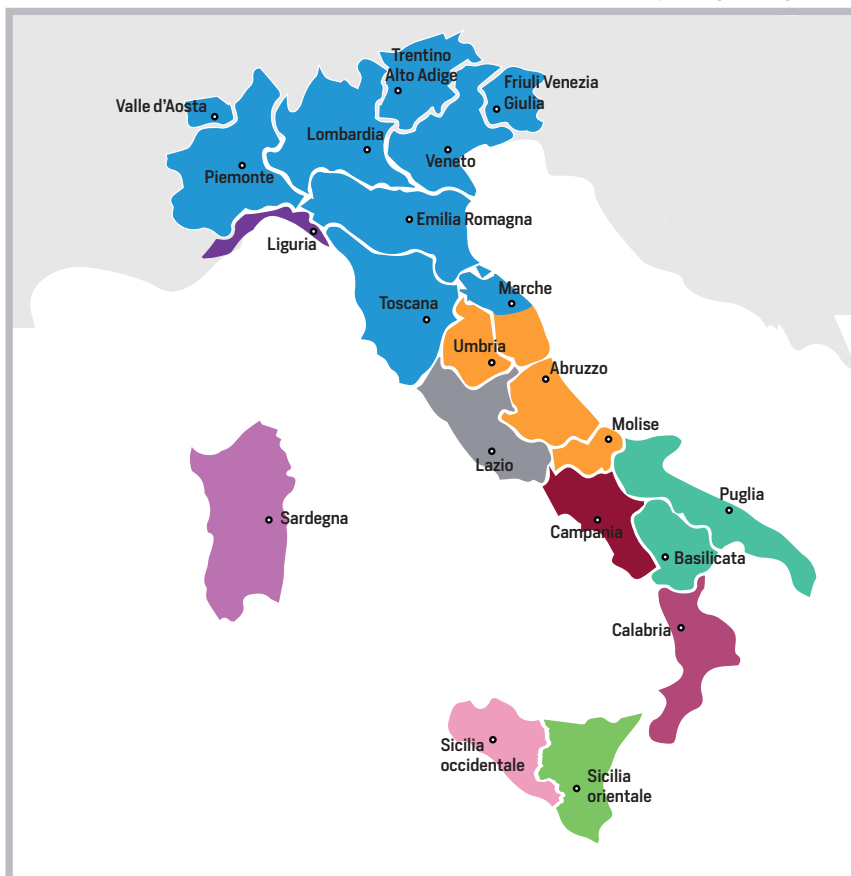 Trentino
Alto Adige
Friuli Venezia
Giulia
Valle d'Aosta
Lombardia
Veneto
Piemonte
Emilia Romagna
Liguria
Marche
Toscana
Umbria
Abruzzo
Molise
Lazio
Puglia
Sardegna
Campania
Basilicata
Calabria
Sicilia
occidentale
Sicilia
orientale